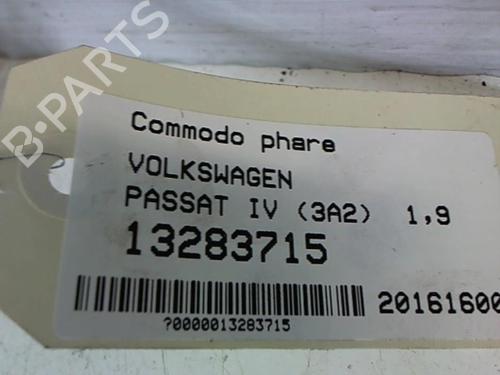 B-PARTS
Commodo phare
VOLKSWAGEN
PASSAT IV (3A2) 1,9
13283715
20161600
?0000013283715